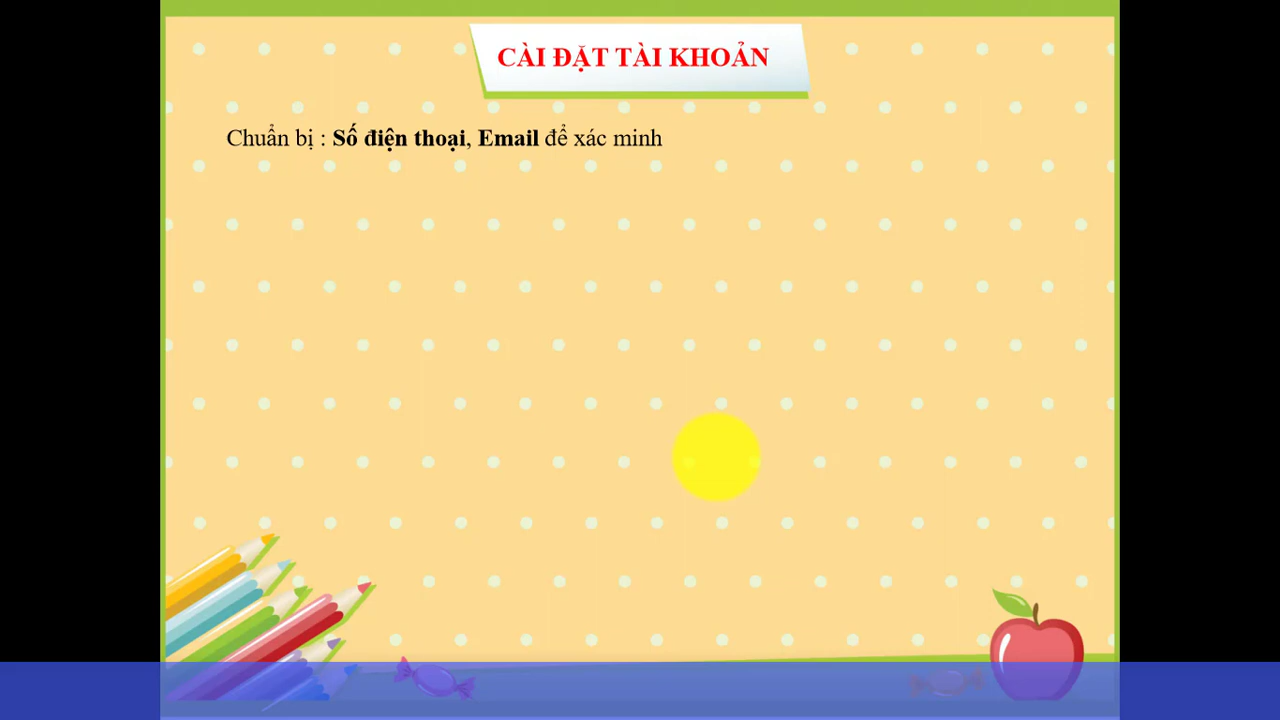 CÀI ĐẶT TÀI KHOẢN
Chuẩn bị : Số điện thoại, Email để xác minh